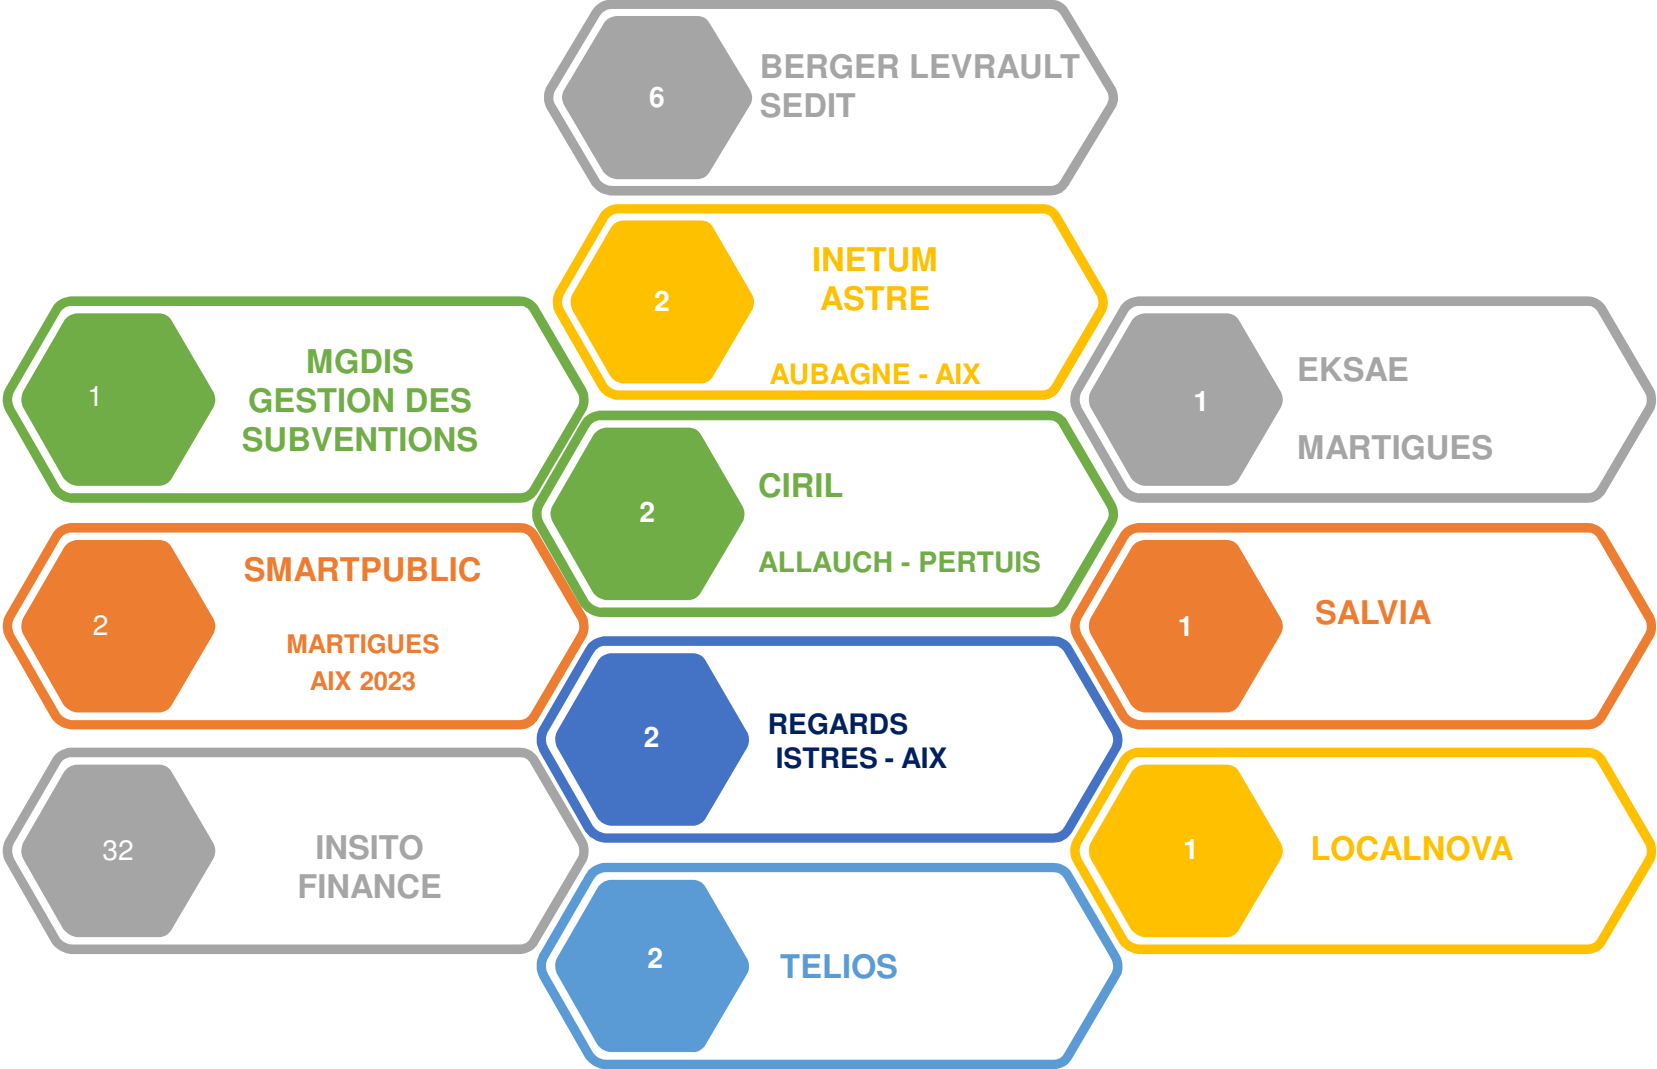 6
BERGER LEVRAULT
SEDIT
2
INETUM
ASTRE
AUBAGNE - AIX
1
MGDIS
GESTION DES
SUBVENTIONS
1
EKSAE
MARTIGUES
2
CIRIL
ALLAUCH - PERTUIS
2
SMARTPUBLIC
MARTIGUES
AIX 2023
1
SALVIA
2
REGARDS
ISTRES - AIX
32
INSITO
FINANCE
1
LOCALNOVA
2
TELIOS